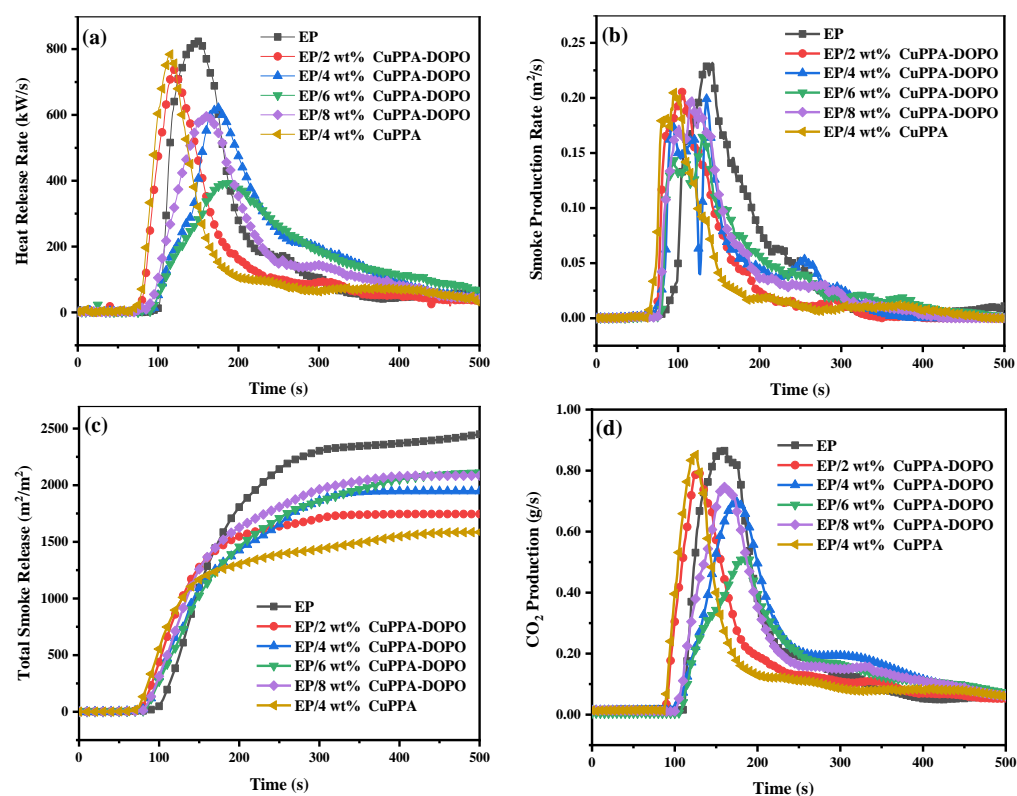 (a)
EP
EP/2 wt% CuPPA-DOPO
EP/4 wt% CuPPA-DOPO
EP/6 wt% CuPPA-DOPO
EP/8 wt% CuPPA-DOPO
EP/4 wt% CuPPA
Heat Release Rate (kW/s)
800
600
400
200
0
0 100 200 300 400 500
Time (s)
(b)
EP
EP/2 wt% CuPPA-DOPO
EP/4 wt% CuPPA-DOPO
EP/6 wt% CuPPA-DOPO
EP/8 wt% CuPPA-DOPO
EP/4 wt% CuPPA
Smoke Production Rate (m²/s)
0.25
0.20
0.15
0.10
0.05
0.00
0 100 200 300 400 500
Time (s)
(c)
EP
EP/2 wt% CuPPA-DOPO
EP/4 wt% CuPPA-DOPO
EP/6 wt% CuPPA-DOPO
EP/8 wt% CuPPA-DOPO
EP/4 wt% CuPPA
Total Smoke Release (m²/m²)
2500
2000
1500
1000
500
0
0 100 200 300 400 500
Time (s)
(d)
EP
EP/2 wt% CuPPA-DOPO
EP/4 wt% CuPPA-DOPO
EP/6 wt% CuPPA-DOPO
EP/8 wt% CuPPA-DOPO
EP/4 wt% CuPPA
CO₂ Production (g/s)
1.00
0.80
0.60
0.40
0.20
0.00
0 100 200 300 400 500
Time (s)